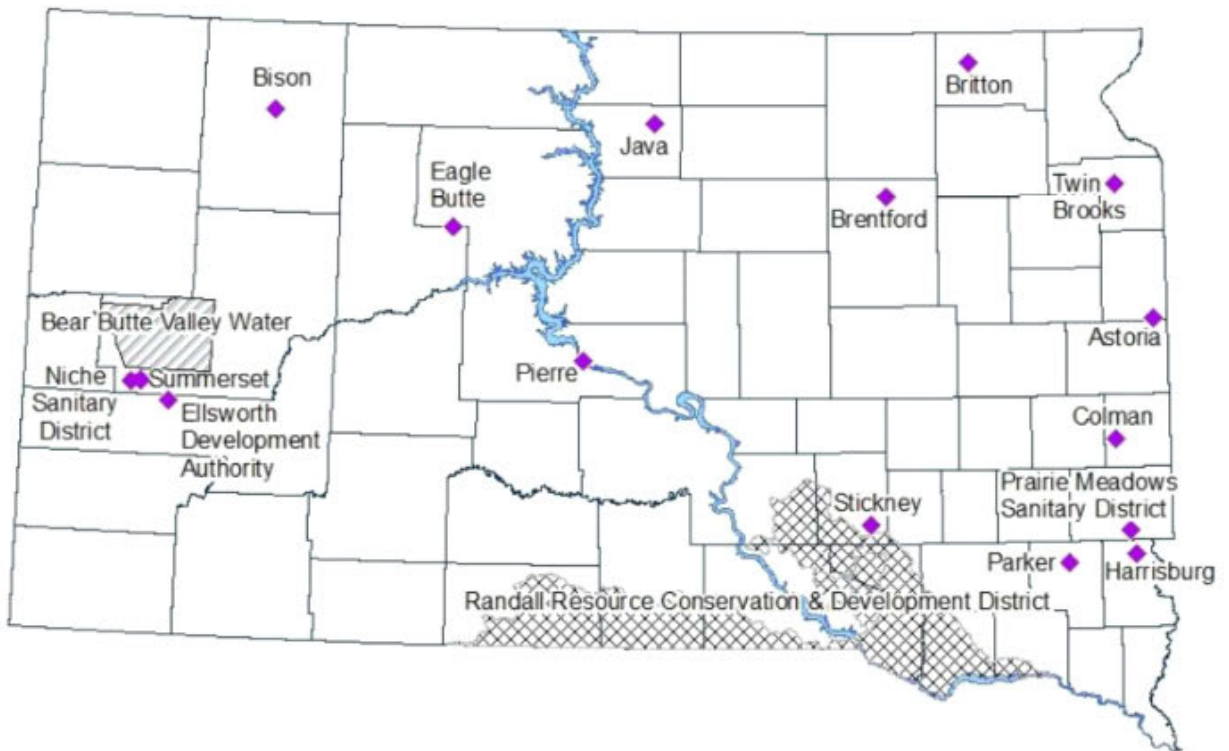 Bison
Britton
Java
Eagle
Butte
Twin
Brooks
Brentford
Bear Butte Valley Water
Astoria
Pierre
Niche
Sanitary
District
Summerset
Ellsworth
Development
Authority
Colman
Prairie Meadows
Sanitary District
Stickney
Parker
Harrisburg
Randall Resource Conservation & Development District